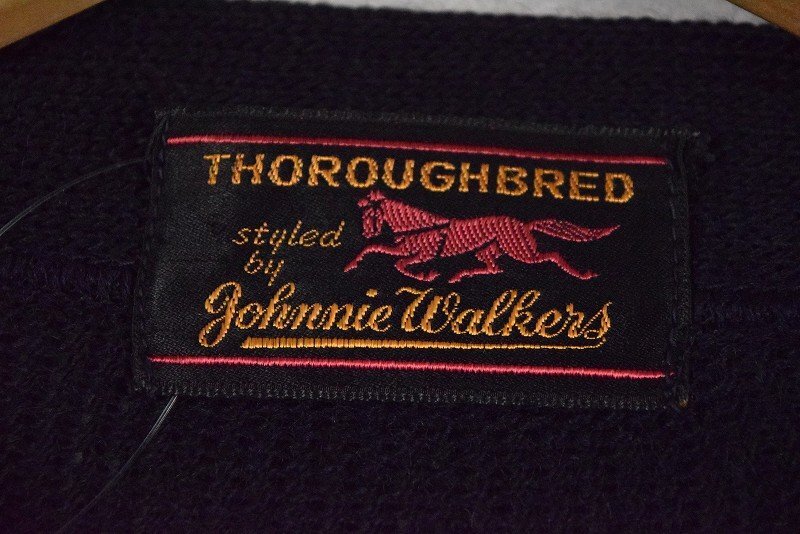 THOROUGHBRED
styled
by
Johnnie Walkers